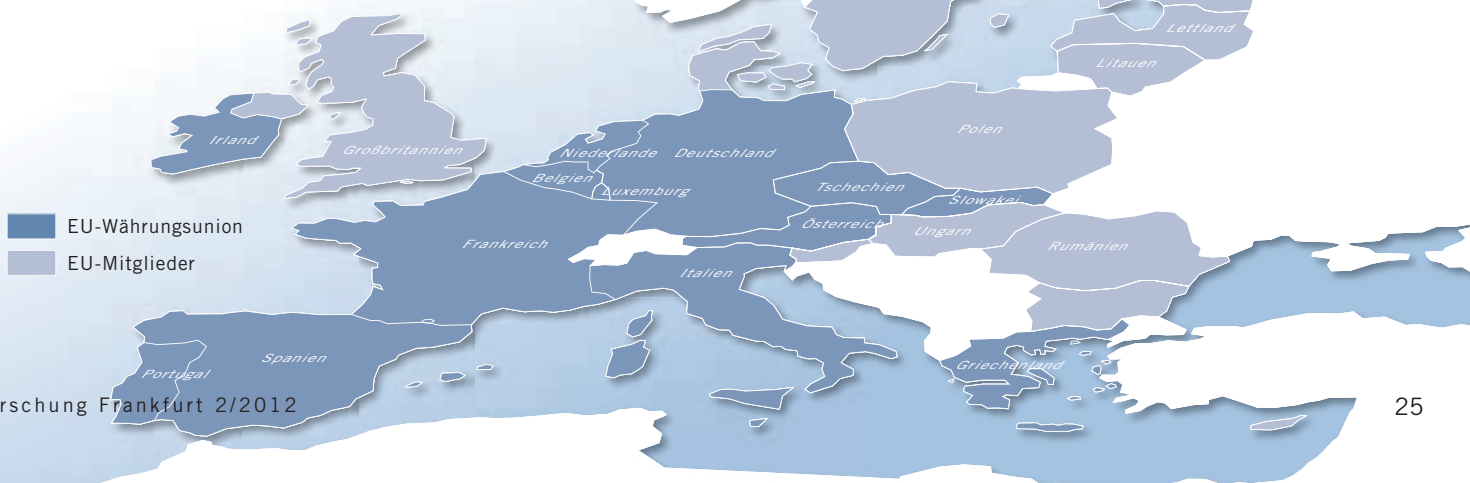 Lettland
Litauen
Polen
Irland
Großbritannien
Niederlande
Deutschland
Belgien
Luxemburg
Tschechien
Slowakei
EU-Währungsunion
Österreich
Ungarn
Frankreich
Rumänien
EU-Mitglieder
Italien
Spanien
Griechenland
Portugal
rschung Frankfurt 2/2012
25